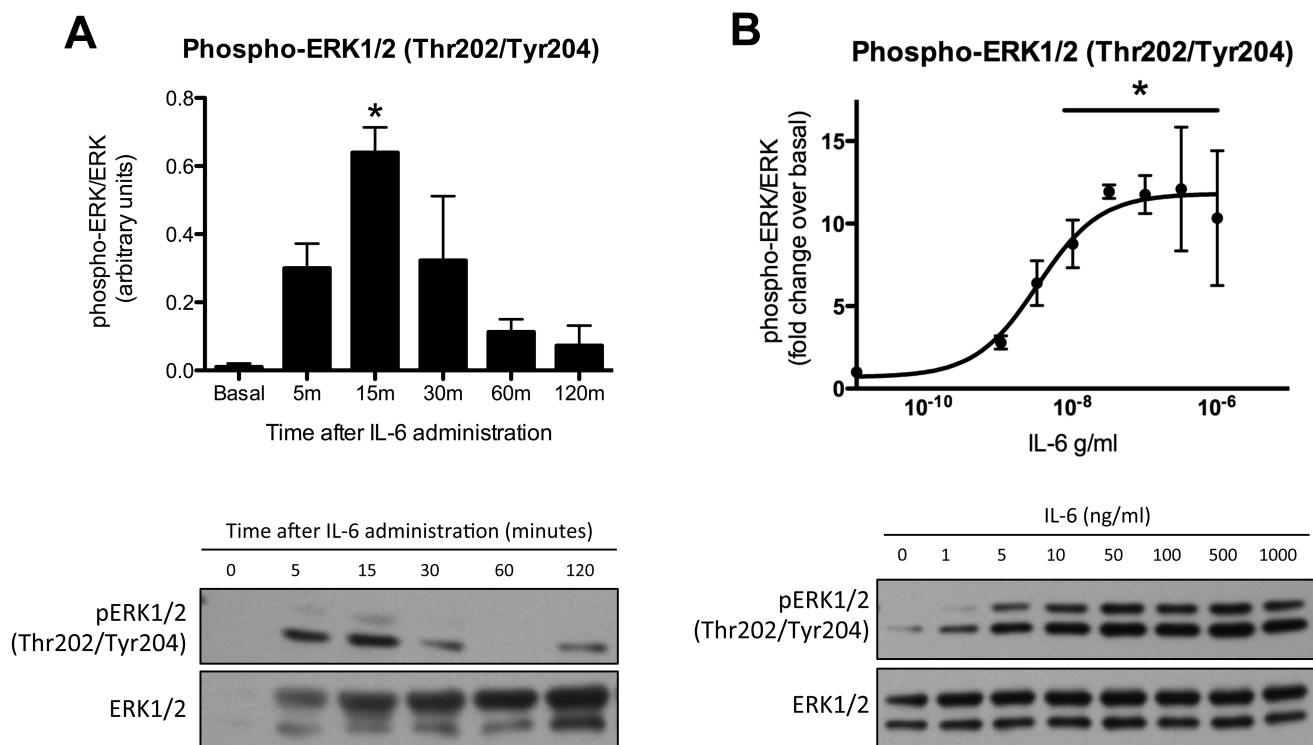 A
Phospho-ERK1/2 (Thr202/Tyr204)
phospho-ERK/ERK
(arbitrary units)
0.8
0.6
0.4
0.2
0.0
*
Basal 5m 15m 30m 60m 120m
Time after IL-6 administration
Time after IL-6 administration (minutes)
0 5 15 30 60 120
pERK1/2
(Thr202/Tyr204)
ERK1/2
B
Phospho-ERK1/2 (Thr202/Tyr204)
*
phospho-ERK/ERK
(fold change over basal)
15
10
5
0
10-10 10-8 10-6
IL-6 g/ml
IL-6 (ng/ml)
0 1 5 10 50 100 500 1000
pERK1/2
(Thr202/Tyr204)
ERK1/2